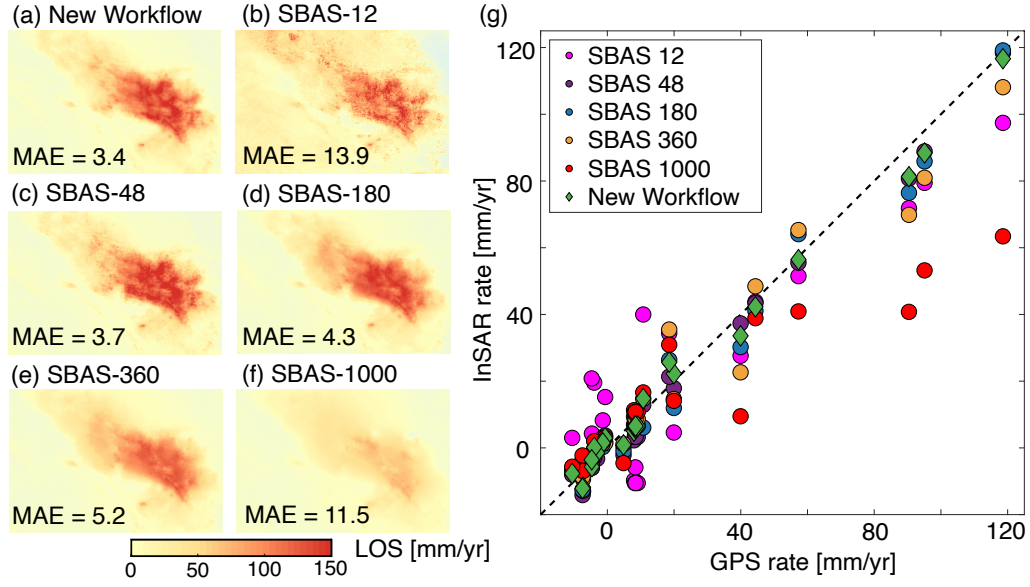 (a) New Workflow
MAE = 3.4
(b) SBAS-12
MAE = 13.9
(c) SBAS-48
MAE = 3.7
(d) SBAS-180
MAE = 4.3
(e) SBAS-360
MAE = 5.2
(f) SBAS-1000
MAE = 11.5
LOS [mm/yr]
0 50 100 150
(g)
SBAS 12
SBAS 48
SBAS 180
SBAS 360
SBAS 1000
New Workflow
InSAR rate [mm/yr]
120
80
40
0
0 40 80 120
GPS rate [mm/yr]